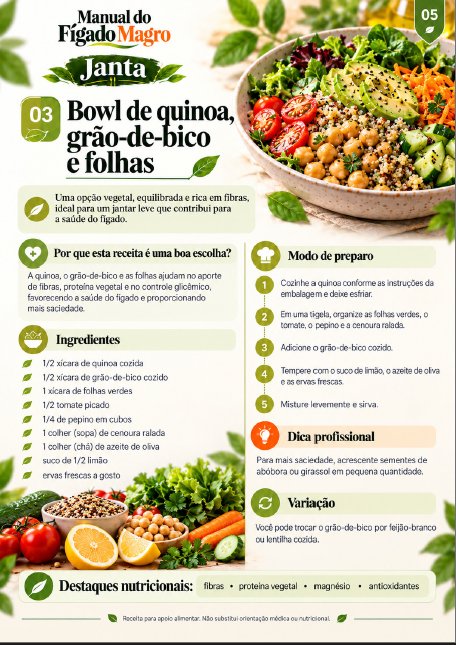 Manual do
Fígado Magro
05
Janta
03
Bowl de quinoa,
grão-de-bico
e folhas
Uma opção vegetal, equilibrada e rica em fibras,
ideal para um jantar leve que contribui para
a saúde do fígado.
Por que esta receita é uma boa escolha?
A quinoa, o grão-de-bico e as folhas ajudam no aporte
de fibras, proteína vegetal e no controle glicêmico,
favorecendo a saúde do fígado e proporcionando
mais saciedade.
Ingredientes
1/2 xícara de quinoa cozida
1/2 xícara de grão-de-bico cozido
1 xícara de folhas verdes
1/2 tomate picado
1/4 de pepino em cubos
1 colher (sopa) de cenoura ralada
1 colher (chá) de azeite de oliva
suco de 1/2 limão
ervas frescas a gosto
Modo de preparo
1 Cozinhe a quinoa conforme as instruções da
embalagem e deixe esfriar.
2 Em uma tigela, organize as folhas verdes, o
tomate, o pepino e a cenoura ralada.
3 Adicione o grão-de-bico cozido.
4 Tempere com o suco de limão, o azeite de oliva
e as ervas frescas.
5 Misture levemente e sirva.
Dica profissional
Para mais saciedade, acrescente sementes de
abóbora ou girassol em pequena quantidade.
Variação
Você pode trocar o grão-de-bico por feijão-branco
ou lentilha cozida.
Destaques nutricionais: fibras • proteína vegetal • magnésio • antioxidantes
Receita para apoio alimentar. Não substitui orientação médica ou nutricional.